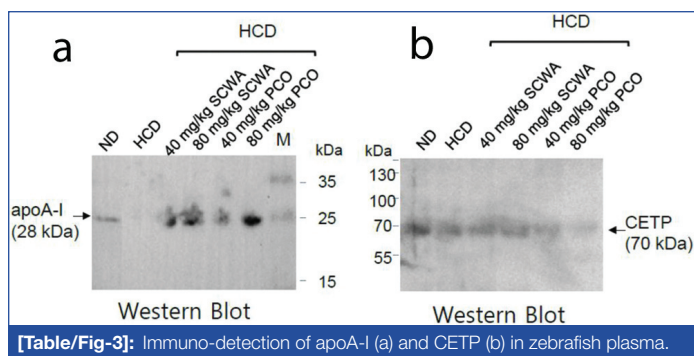 a
HCD
ND
HCD
40 mg/kg SCWA
80 mg/kg SCWA
40 mg/kg PCO
80 mg/kg PCO
M
kDa
35
25
15
apoA-I
(28 kDa)
Western Blot
b
HCD
ND
HCD
40 mg/kg SCWA
80 mg/kg SCWA
40 mg/kg PCO
80 mg/kg PCO
kDa
130
100
70
55
CETP
(70 kDa)
Western Blot
[Table/Fig-3]: Immuno-detection of apoA-I (a) and CETP (b) in zebrafish plasma.